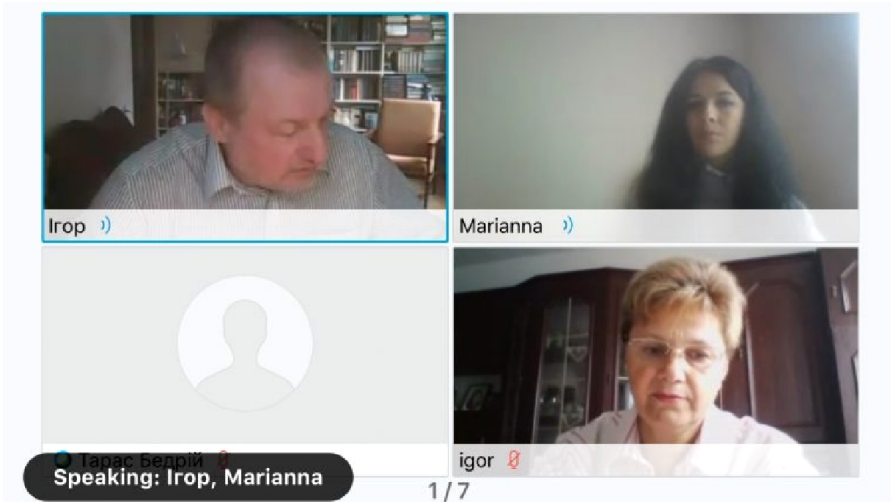 Ігор
Marianna
Тарас Бедрій
igor
Speaking: Ігор, Marianna
1/7